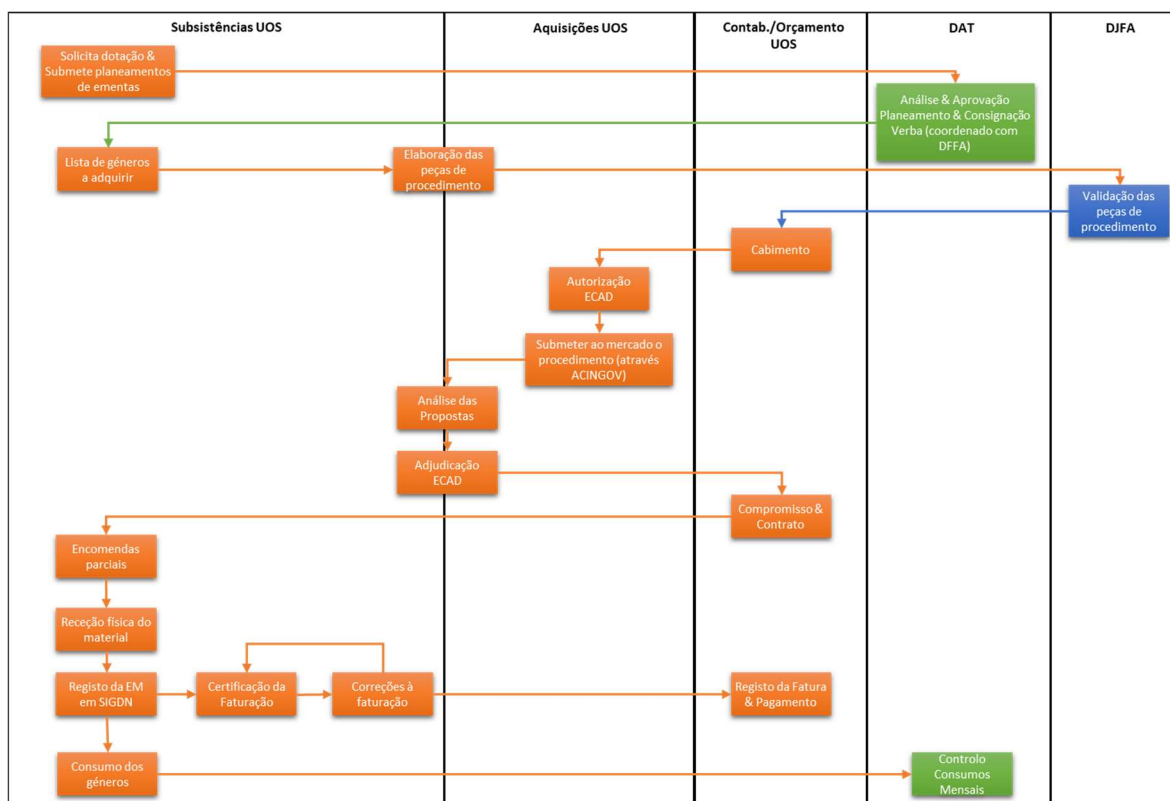 Subsistências UOS
Aquisições UOS
Contab./Orçamento
UOS
DAT
DJFA
Solicita dotação &
Submete planeamentos
de ementas
Análise & Aprovação
Planeamento & Consignação
Verba (coordenado com
DFFA)
Lista de géneros
a adquirir
Elaboração das
peças de
procedimento
Validação das
peças de
procedimento
Cabimento
Autorização
ECAD
Submeter ao mercado o
procedimento (através
ACINGOV)
Análise das
Propostas
Adjudicação
ECAD
Compromisso &
Contrato
Encomendas
parciais
Receção física do
material
Registo da EM
em SIGDN
Certificação da
Faturação
Correções à
faturação
Registo da Fatura
& Pagamento
Consumo dos
géneros
Controlo
Consumos
Mensais